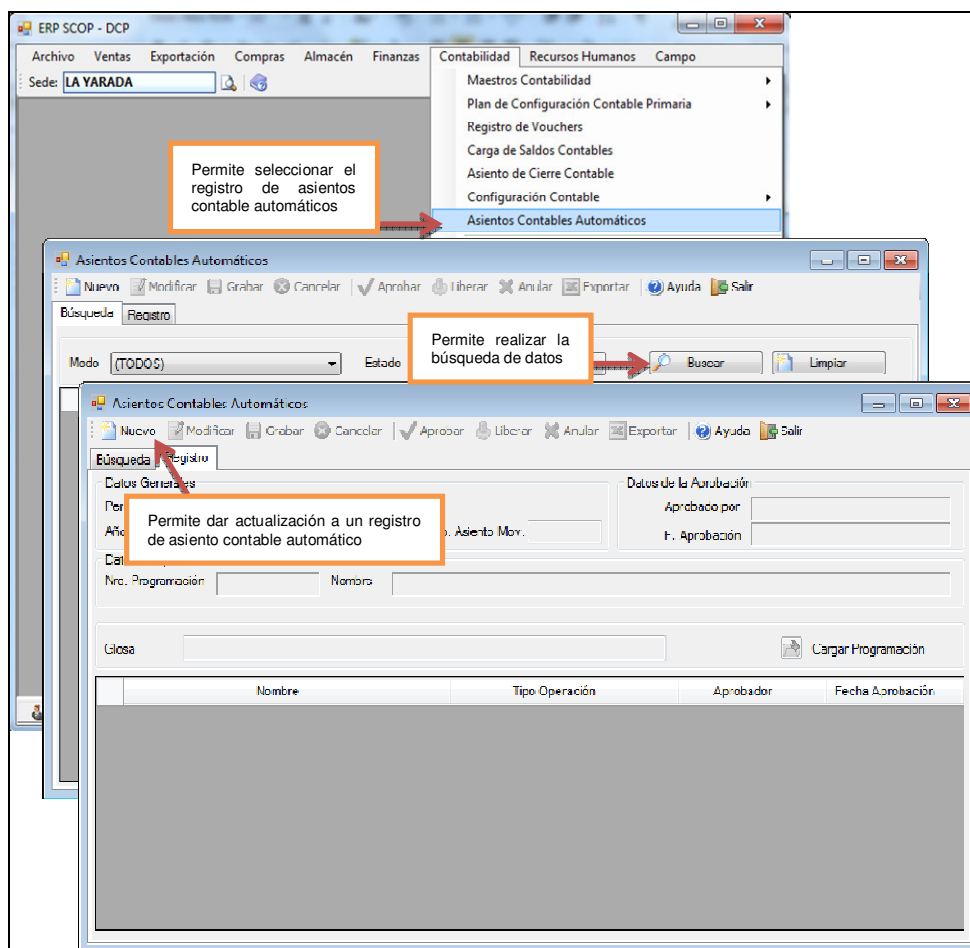 ERP SCOP - DCP
Archivo Ventas Exportación Compras Almacén Finanzas Contabilidad Recursos Humanos Campo
Sede: LA YARADA
Maestros Contabilidad
Plan de Configuración Contable Primaria
Registro de Vouchers
Carga de Saldos Contables
Asiento de Cierre Contable
Configuración Contable
Asientos Contables Automáticos
Permite seleccionar el
registro de asientos
contable automáticos
Asientos Contables Automáticos
Nuevo Modificar Grabar Cancelar Aprobar Liberar Anular Exportar Ayuda Salir
Búsqueda Registro
Permite realizar la
búsqueda de datos
Modo (TODOS) Estado Buscar Limpiar
Asientos Contables Automáticos
Nuevo Modificar Grabar Cancelar Aprobar Liberar Anular Exportar Ayuda Salir
Búsqueda Registro
Datos Generales
Datos de la Aprobación
Per
Aprobado por
Permite dar actualización a un registro
de asiento contable automático
Año
. Asiento Mov.
F. Aprobación
Dat
Nro. Programación Nombre
Glosa Cargar Programación
Nombre Tipo Operación Aprobador Fecha Aprobación